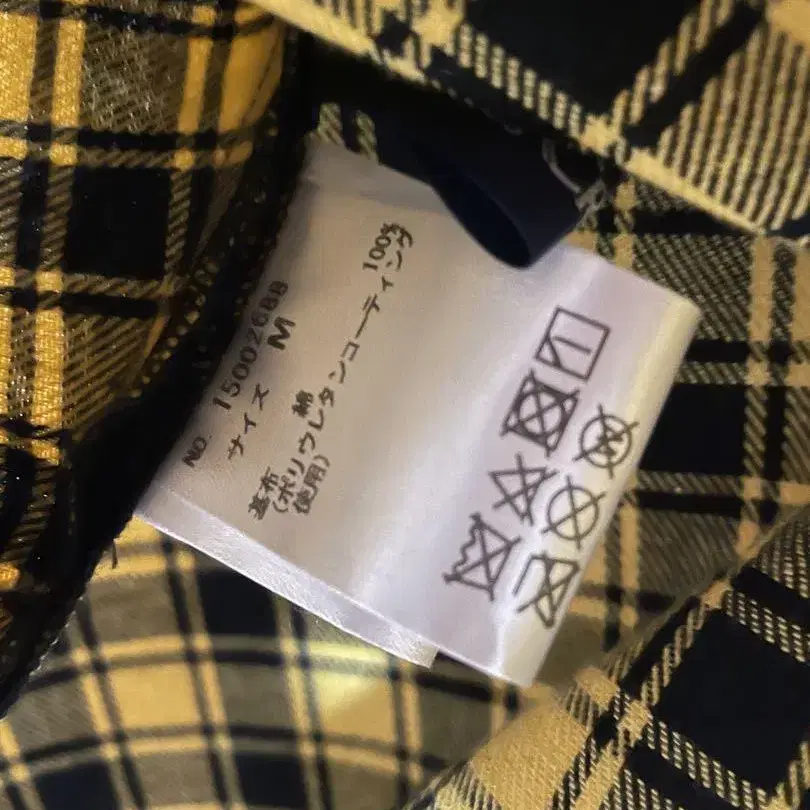 NO. 15002688
サイズ M
基布 綿 100%
(ポリウレタンコーティング
使用)